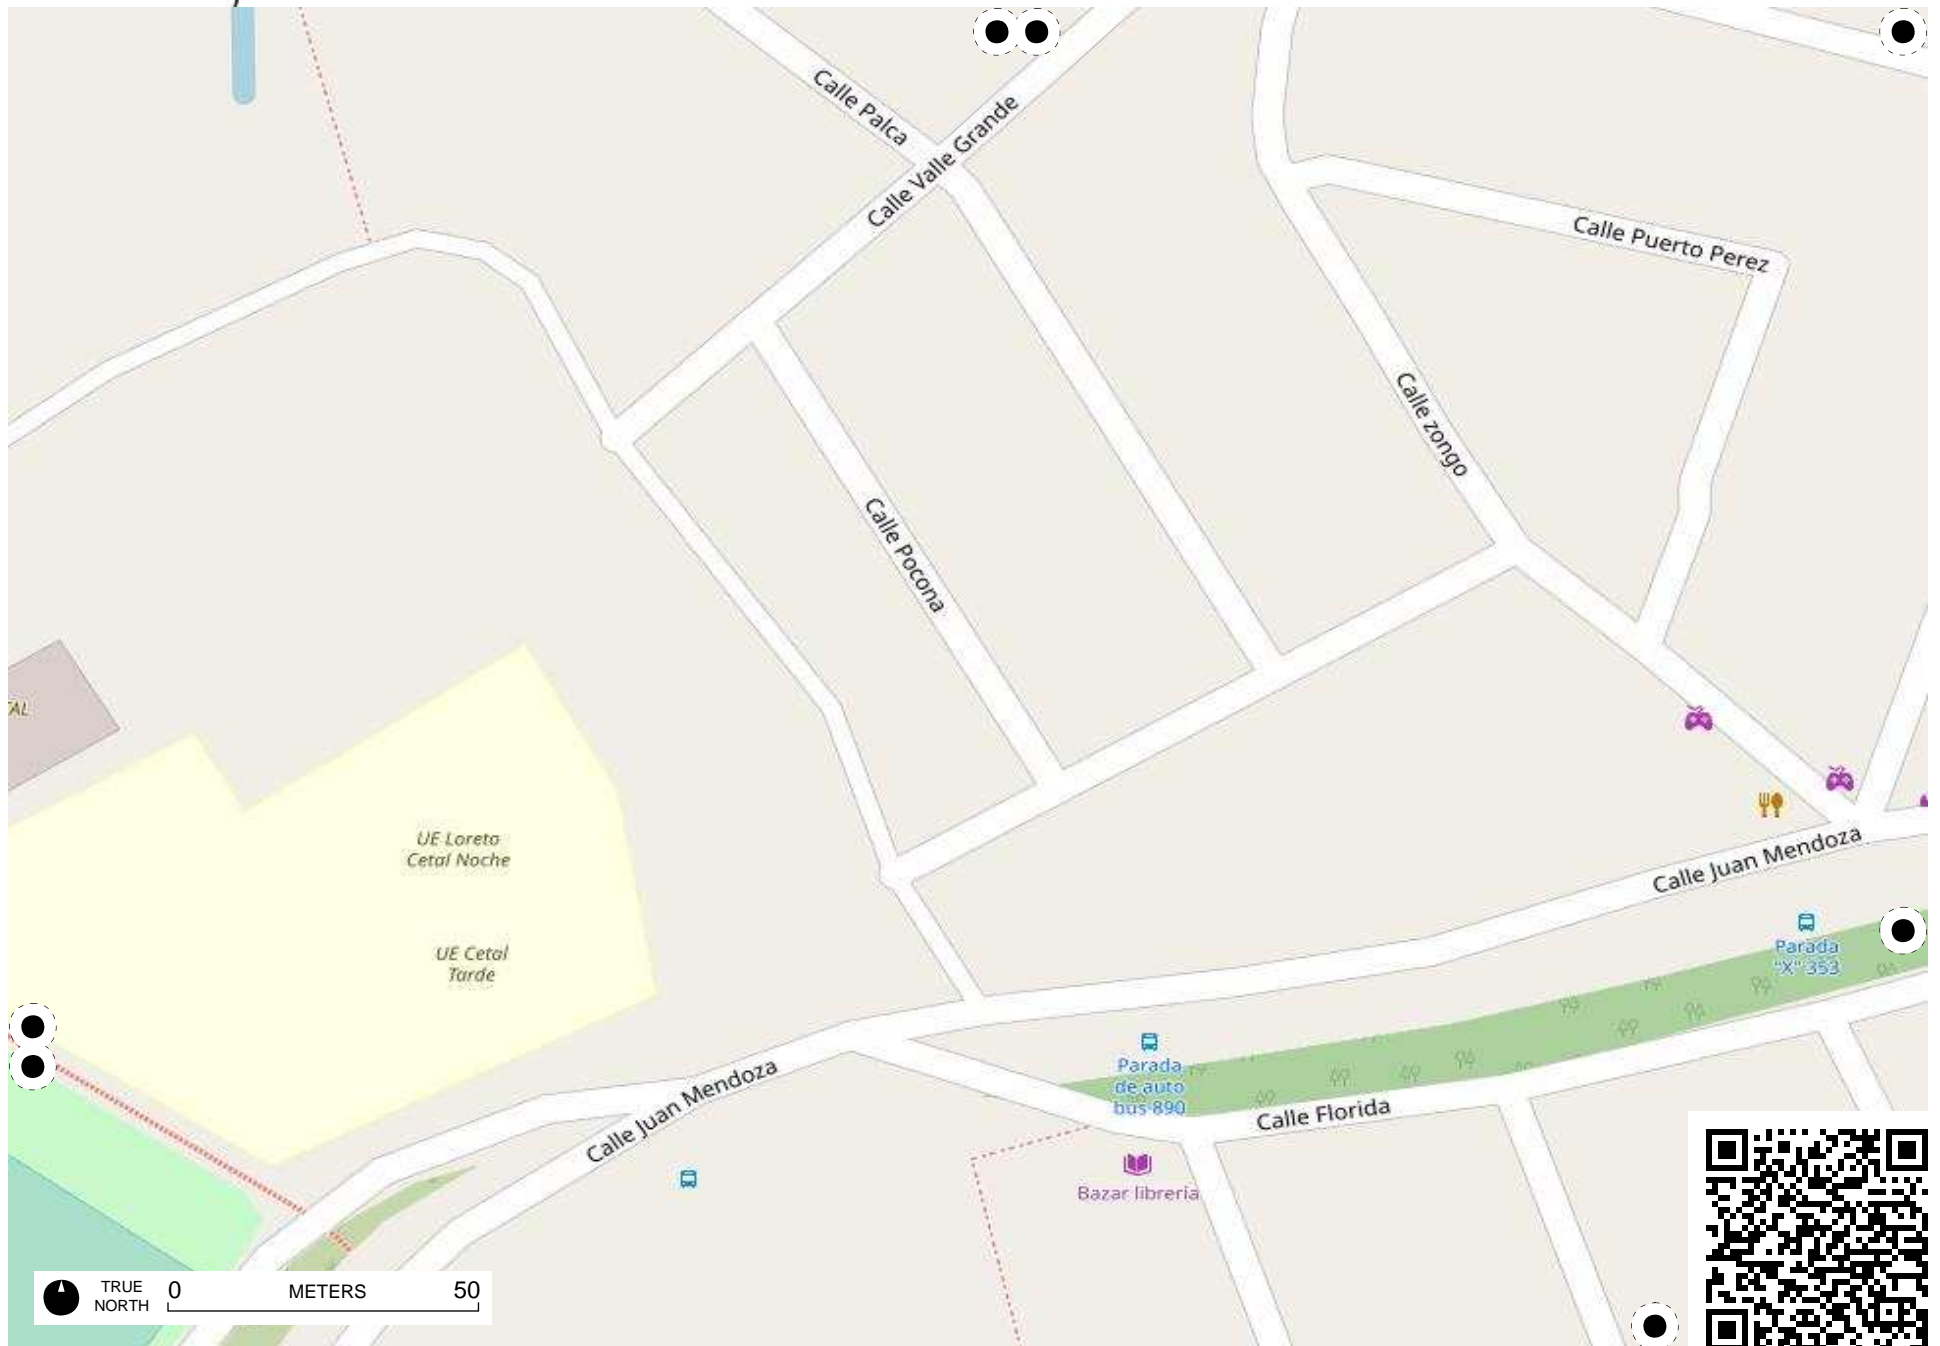 Calle Palca
Calle Valle Grande
Calle Puerto Perez
Calle zongo
Calle Pocona
UE Loreto
Cetal Noche
Calle Juan Mendoza
UE Cetal
Tarde
Parada
"X" 353
Parada
de auto
bus 890
Calle Juan Mendoza
Calle Florida
Bazar libreria
TRUE
NORTH
0 METERS 50